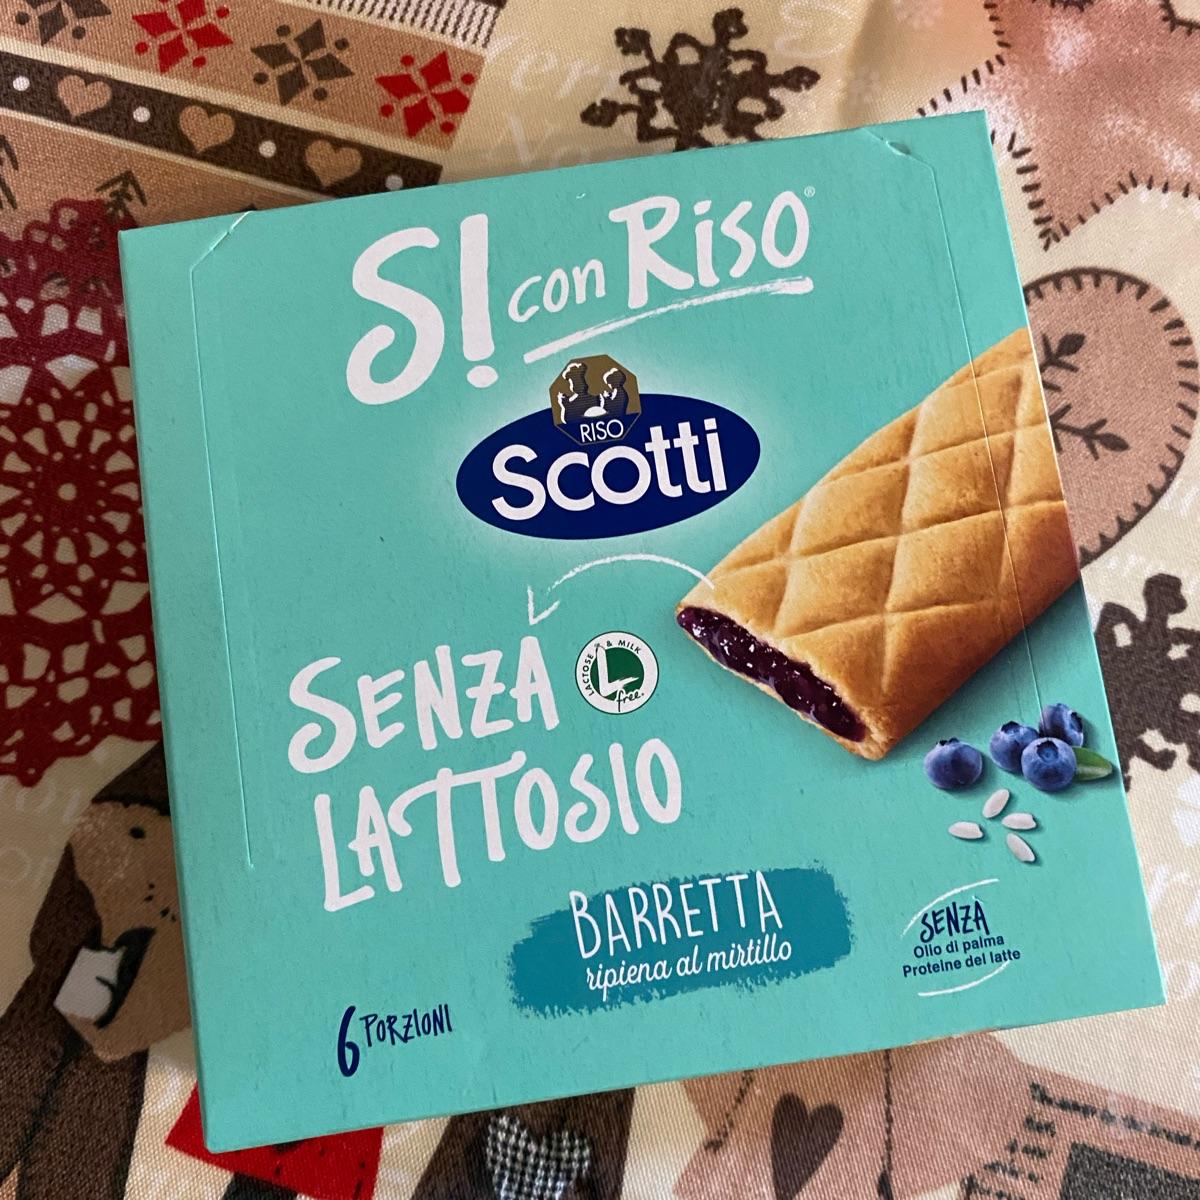 S! con Riso®
RISO
Scotti
SENZA
LACTOSE & MILK
free.
LATTOSIO
BARRETTA
ripiena al mirtillo
SENZA
Olio di palma
Proteine del latte
6 PORZIONI